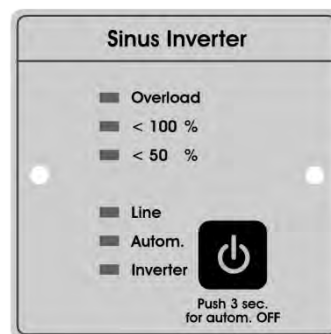 Sinus Inverter
Overload
< 100 %
< 50 %
Line
Autom.
Inverter
Push 3 sec.
for autom. OFF